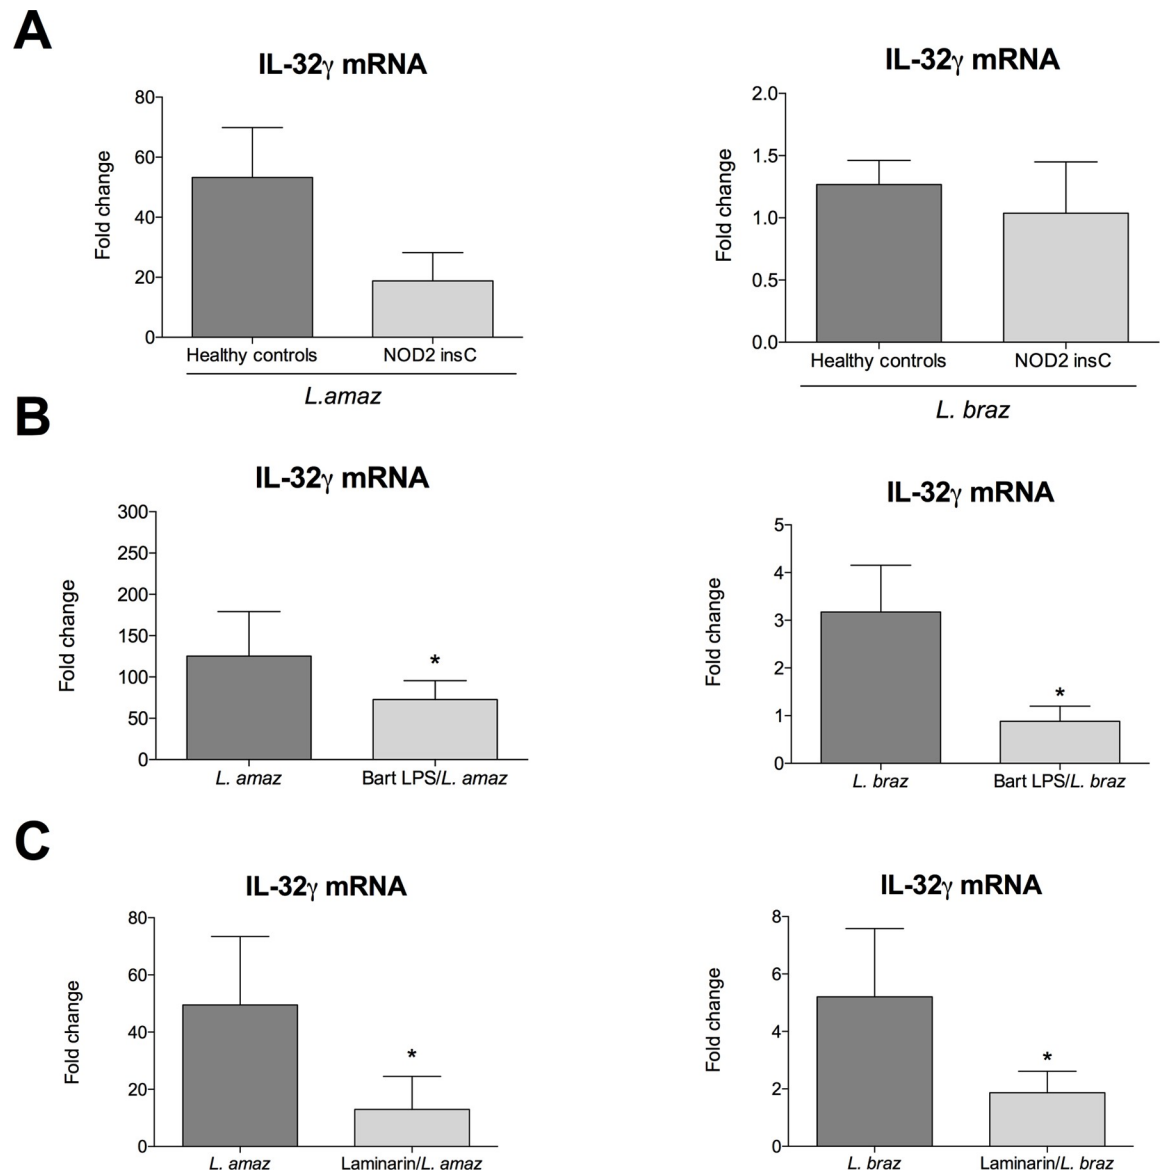 A
IL-32γ mRNA
Fold change
80
60
40
20
0
Healthy controls
NOD2 insC
L.amaz
IL-32γ mRNA
Fold change
2.0
1.5
1.0
0.5
0.0
Healthy controls
NOD2 insC
L. braz
B
IL-32γ mRNA
Fold change
300
250
200
150
100
50
0
*
L. amaz
Bart LPS/L. amaz
IL-32γ mRNA
Fold change
5
4
3
2
1
0
*
L. braz
Bart LPS/L. braz
C
IL-32γ mRNA
Fold change
80
60
40
20
0
*
L. amaz
Laminarin/L. amaz
IL-32γ mRNA
Fold change
8
6
4
2
0
*
L. braz
Laminarin/L. braz